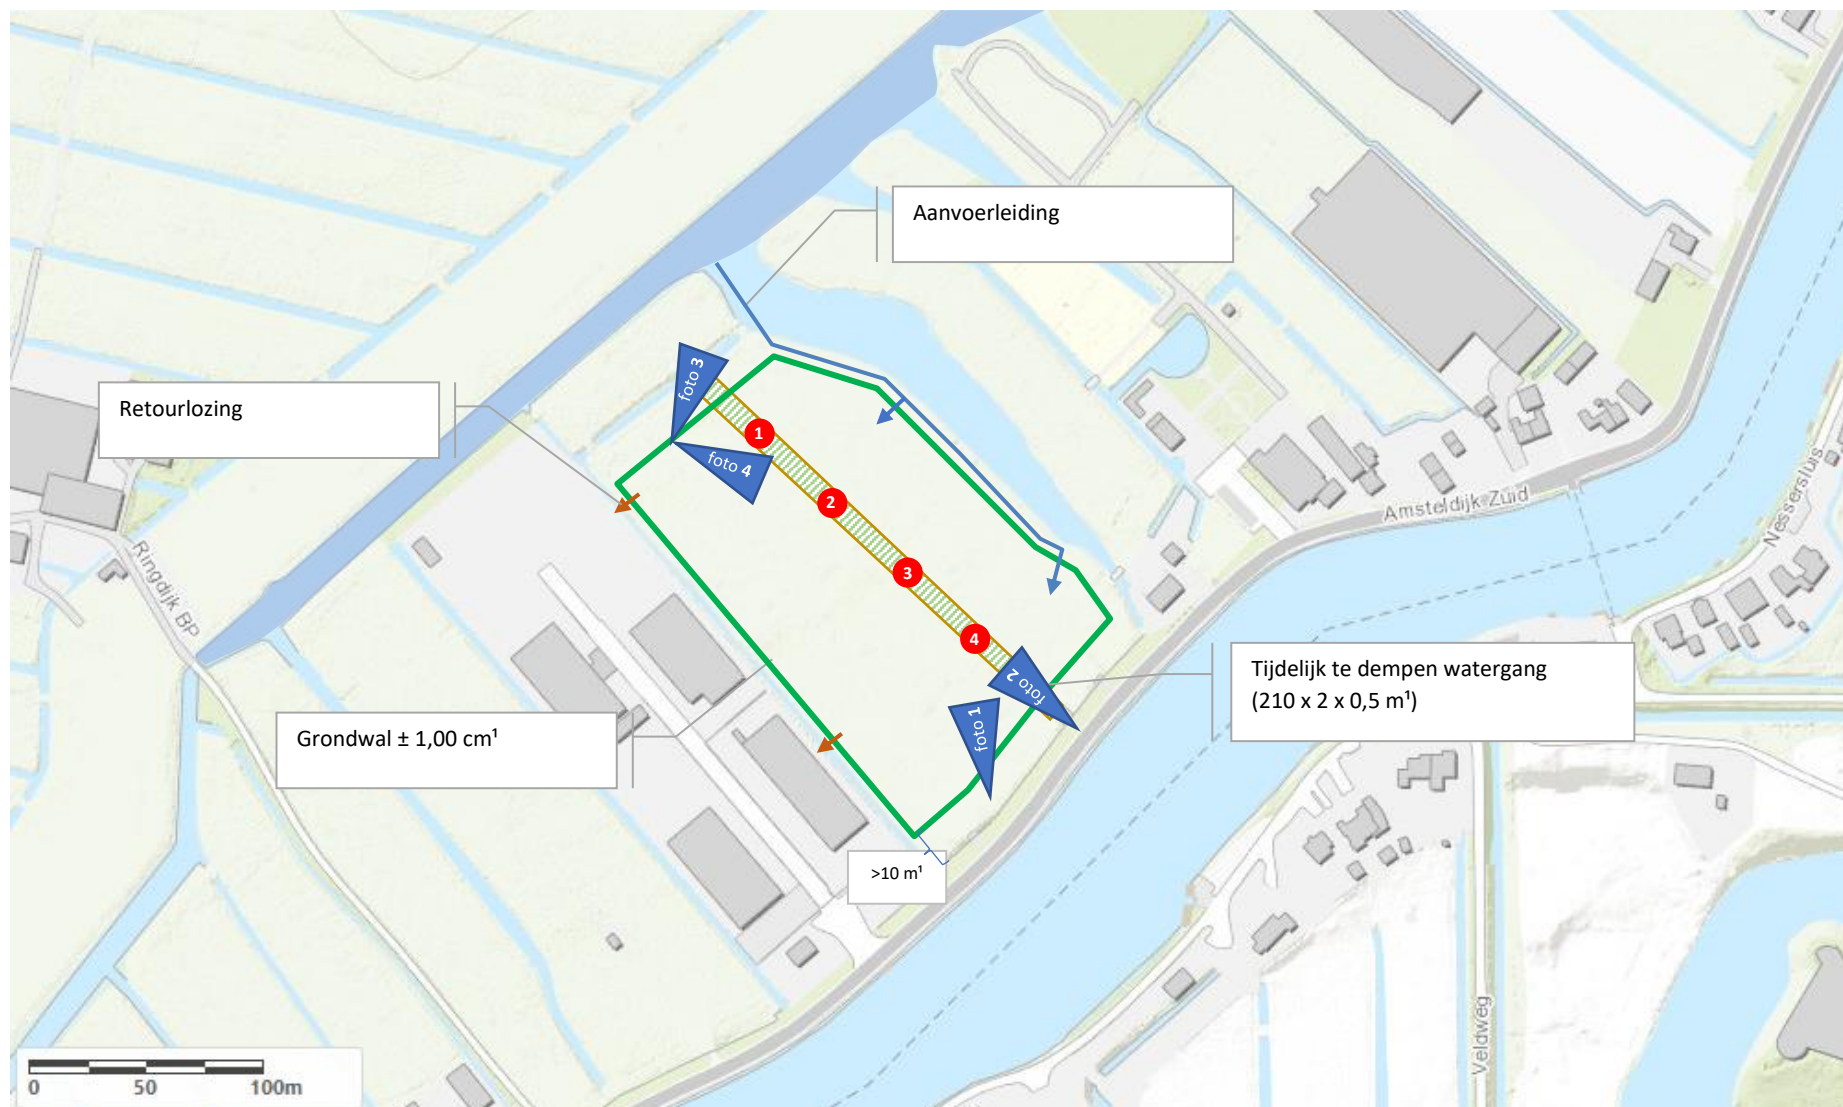 Aanvoerleiding
foto 3
Retourlozing
1
foto 4
2
Amsteldijk Zuid
Nessersluis
Ringdijk BP
3
4
Tijdelijk te dempen watergang
(210 x 2 x 0,5 m¹)
foto 2
foto 1
Grondwal ± 1,00 cm¹
>10 m¹
Veldweg
0 50 100m